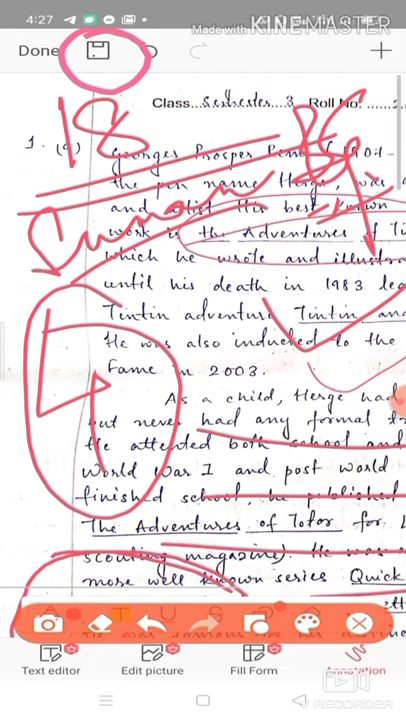 4:27
Made with KINEMASTER
Done
Class Semester 3 Roll No.
18
1. (a) Georges Prosper Remi (1907-
the pen name Herge, was a
and artist His best known
work is the Adventures of Ti
which he wrote and illustra
until his death in 1983 lea
Tintin adventure Tintin and
He was also inducted to the
Fame in 2003.
As a child, Herge had
but never had any formal tr
He attended both school and
World War I and post world
finished school, he published
The Adventures of Totor for
scouting magazine). He was a
more well known series Quick
Text editor
Edit picture
Fill Form
Annotation
RECORDER